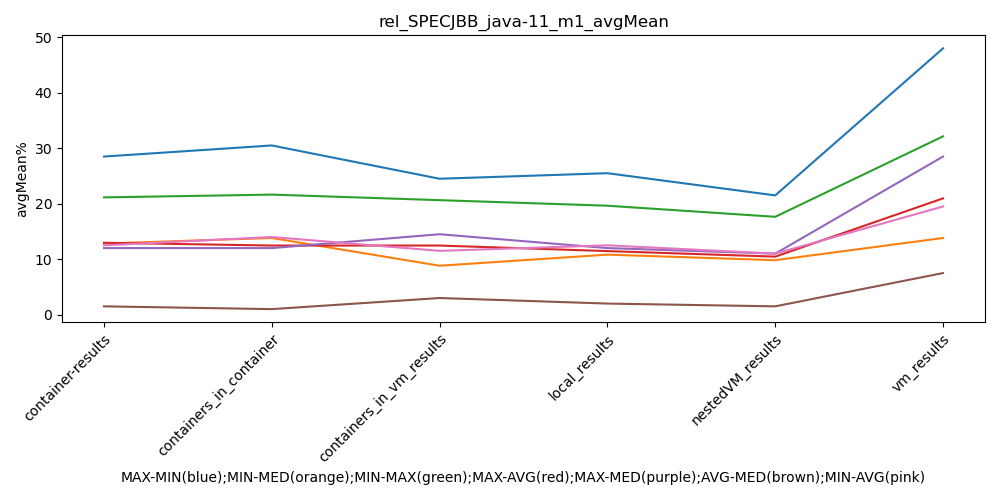 rel_SPECJBB_java-11_m1_avgMean
avgMean%
50
40
30
20
10
0
container-results
containers_in_container
containers_in_vm_results
local_results
nestedVM_results
vm_results
MAX-MIN(blue);MIN-MED(orange);MIN-MAX(green);MAX-AVG(red);MAX-MED(purple);AVG-MED(brown);MIN-AVG(pink)